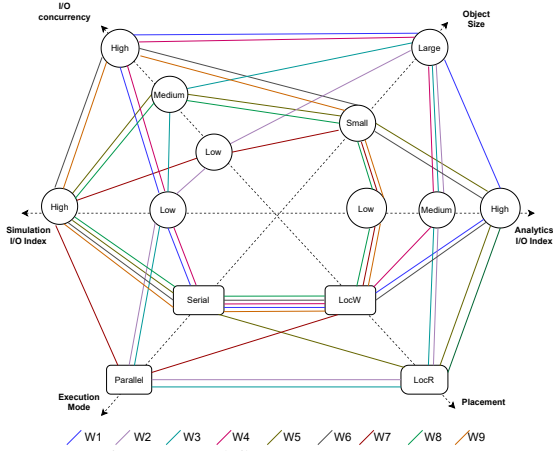 I/O
concurrency
Object
Size
High
Large
Medium
Small
Low
High
Low
Low
Medium
High
Simulation
I/O Index
Analytics
I/O Index
Serial
LocW
Parallel
LocR
Execution
Mode
Placement
W1 W2 W3 W4 W5 W6 W7 W8 W9